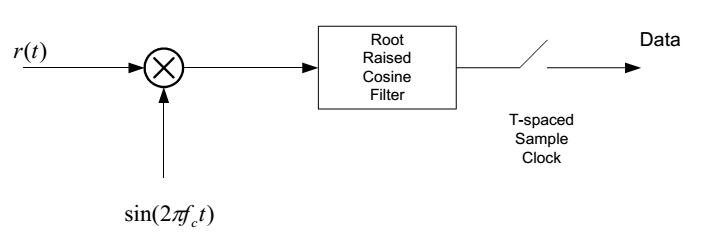 r(t)
Root
Raised
Cosine
Filter
Data
T-spaced
Sample
Clock
sin(2πf_c t)